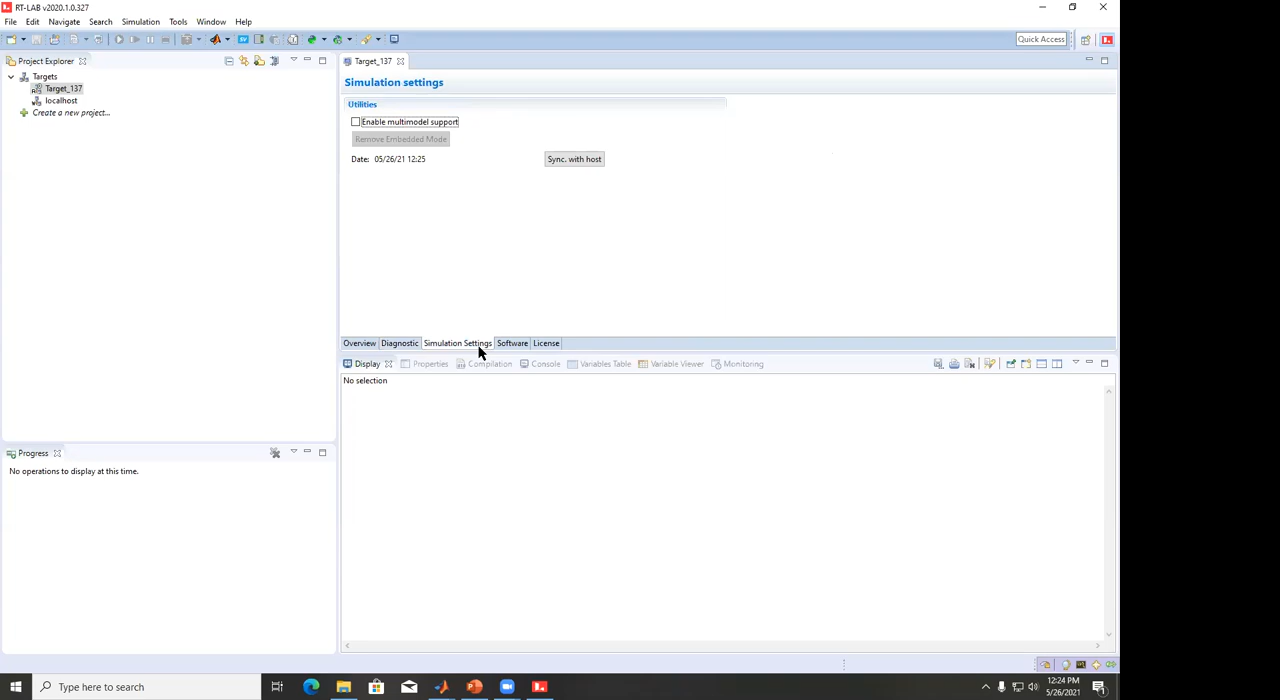 RT-LAB v2020.1.0.327
File Edit Navigate Search Simulation Tools Window Help
Quick Access
Project Explorer
Targets
Target_137
localhost
Create a new project...
Target_137
Simulation settings
Utilities
Enable multimodel support
Remove Embedded Mode
Date: 05/26/21 12:25 Sync. with host
Overview Diagnostic Simulation Settings Software License
Display Properties Compilation Console Variables Table Variable Viewer Monitoring
No selection
Progress
No operations to display at this time.
Type here to search
12:24 PM
5/26/2021